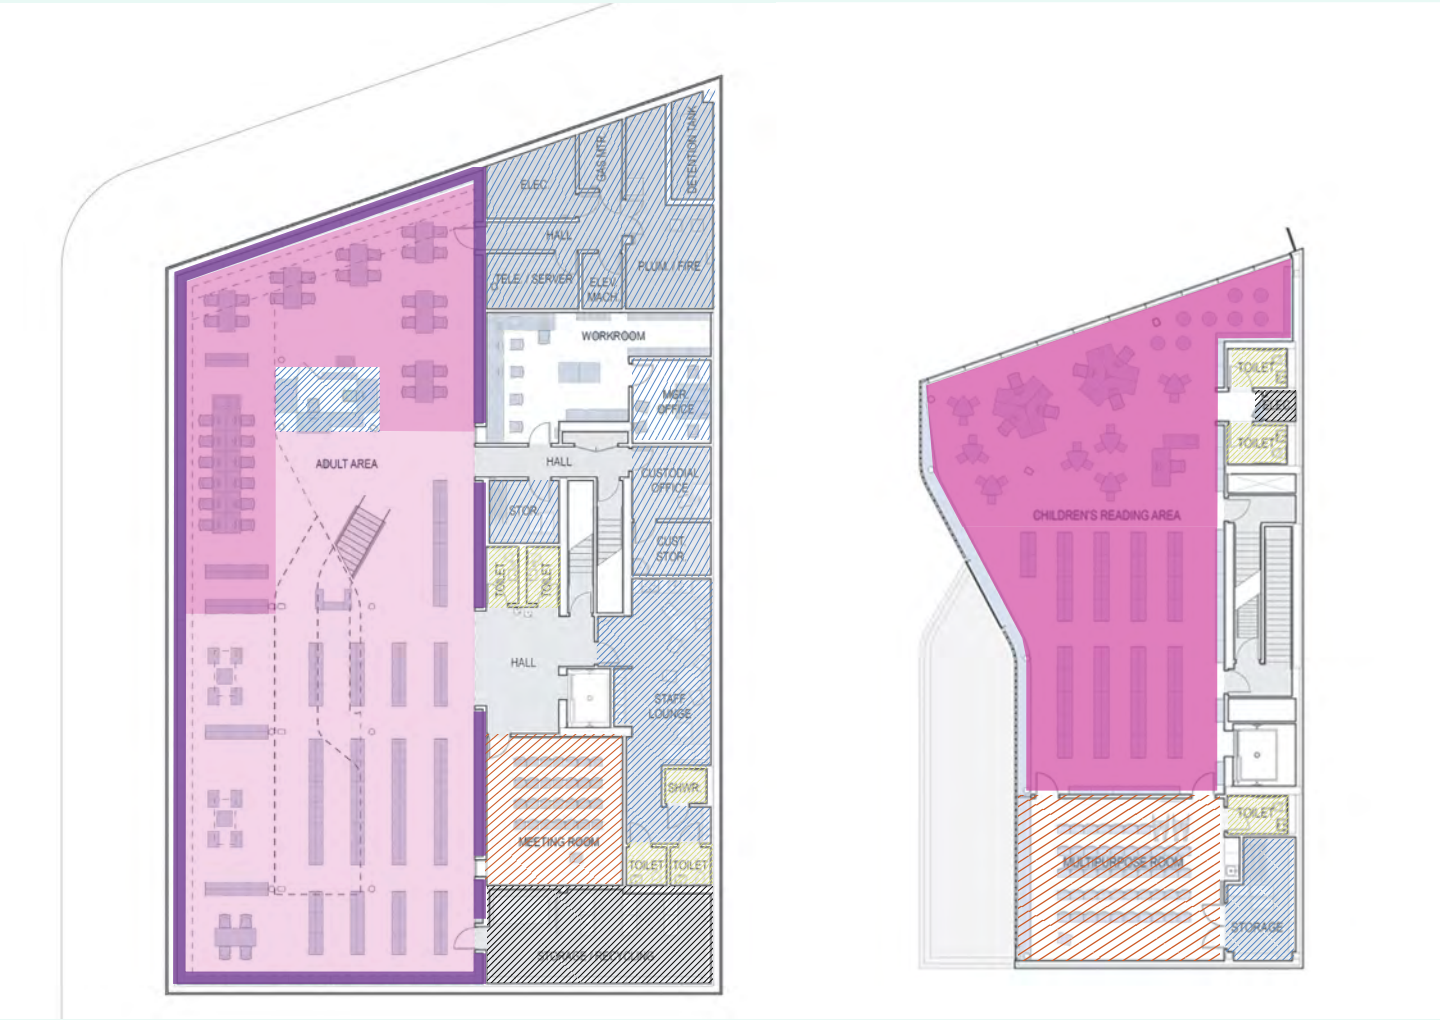 DETENTION TANK
GAS MTR.
ELEC.
HALL
PLUM. / FIRE
TELE. / SERVER
ELEV.
MACH.
WORKROOM
MGR.
OFFICE
ADULT AREA
HALL
CUSTODIAL
OFFICE
STOR.
CUST.
STOR.
TOILET
TOILET
HALL
STAFF
LOUNGE
SHWR.
MEETING ROOM
TOILET
TOILET
STORAGE / RECYCLING
TOILET
ELEC.
TOILET
CHILDREN'S READING AREA
TOILET
MULTIPURPOSE ROOM
STORAGE